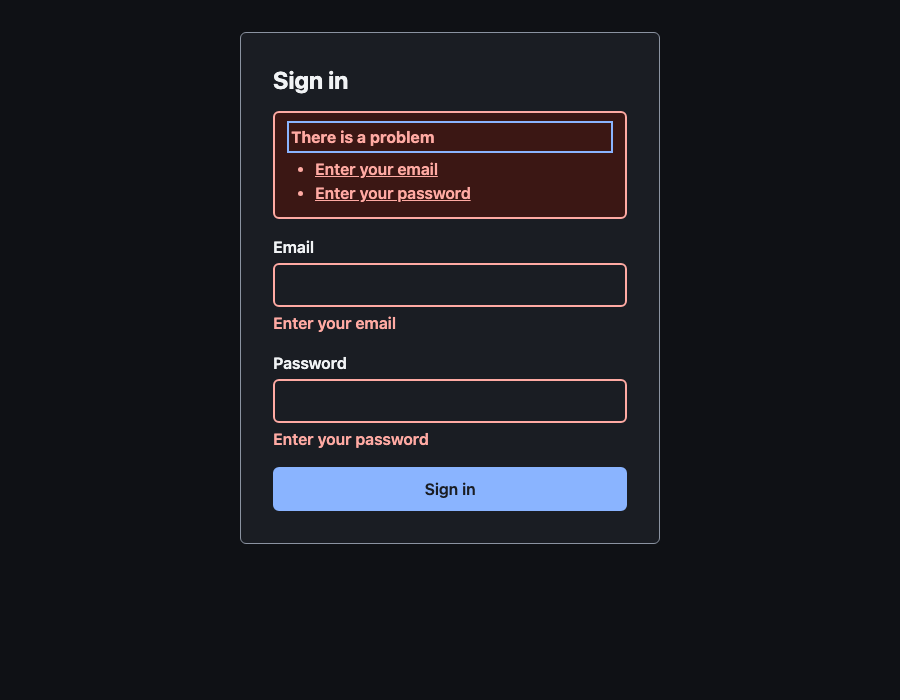 Sign in
There is a problem
Enter your email
Enter your password
Email
Enter your email
Password
Enter your password
Sign in